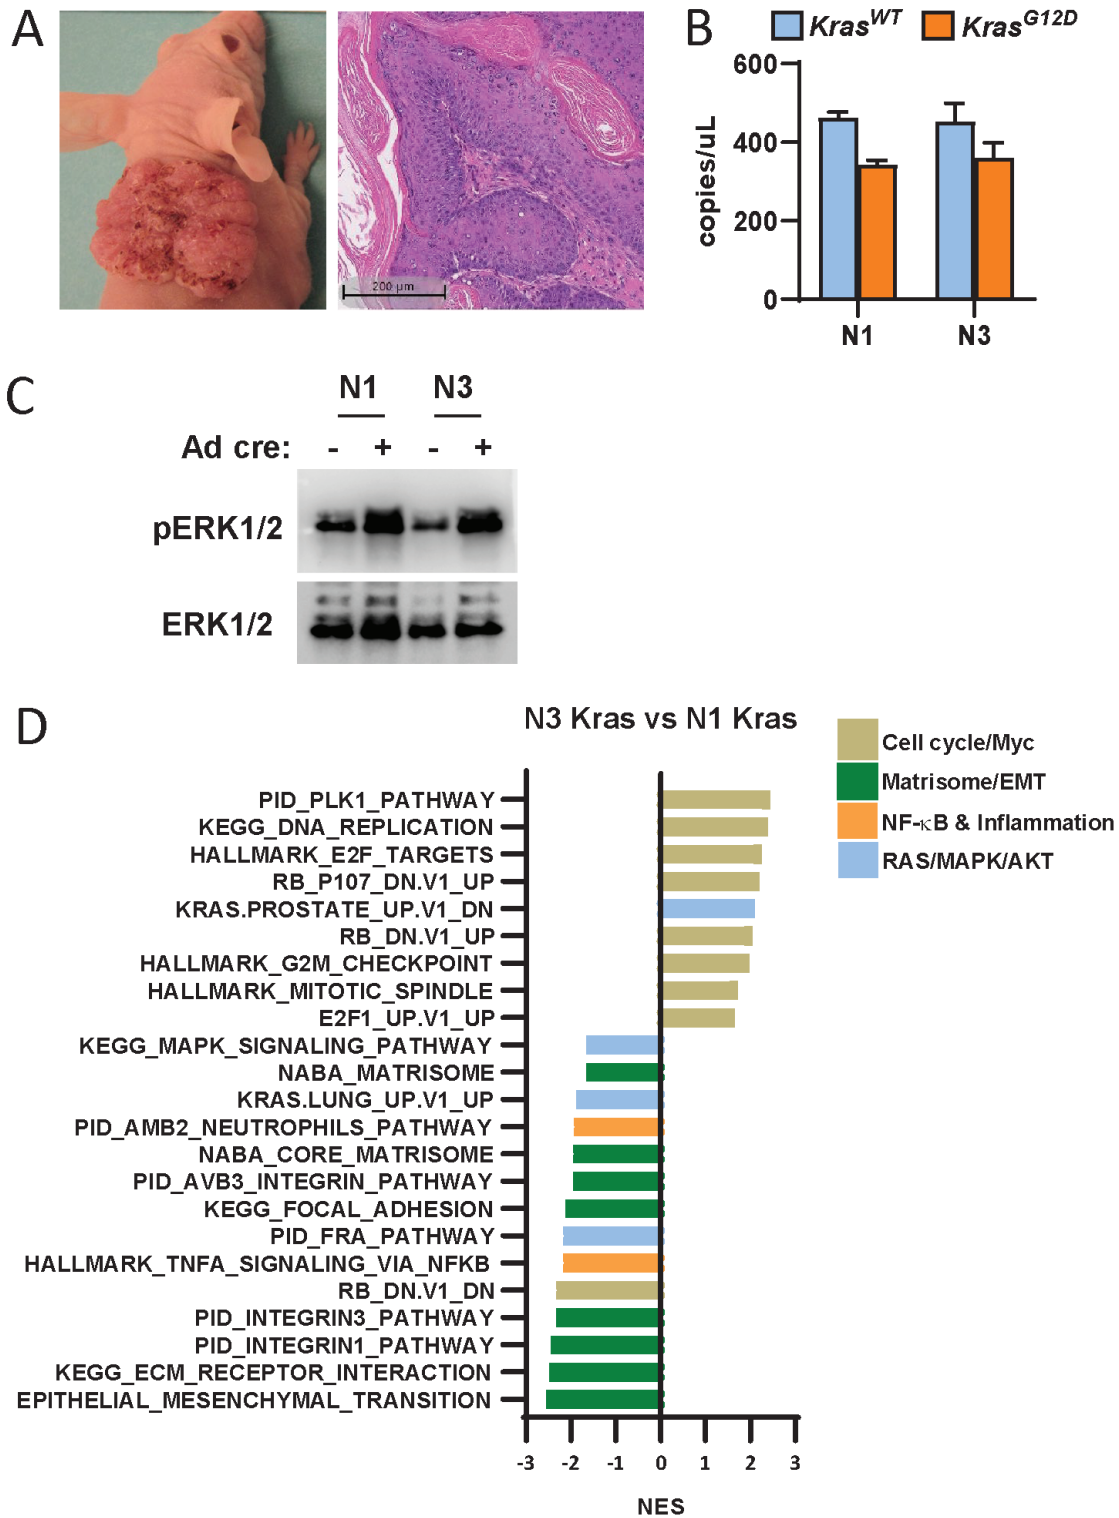 A
200 µm
B
Kras^WT Kras^G12D
copies/uL
600
400
200
0
N1 N3
C
N1 N3
Ad cre: - + - +
pERK1/2
ERK1/2
D
N3 Kras vs N1 Kras
Cell cycle/Myc
Matrisome/EMT
NF-κB & Inflammation
RAS/MAPK/AKT
PID_PLK1_PATHWAY
KEGG_DNA_REPLICATION
HALLMARK_E2F_TARGETS
RB_P107_DN.V1_UP
KRAS.PROSTATE_UP.V1_DN
RB_DN.V1_UP
HALLMARK_G2M_CHECKPOINT
HALLMARK_MITOTIC_SPINDLE
E2F1_UP.V1_UP
KEGG_MAPK_SIGNALING_PATHWAY
NABA_MATRISOME
KRAS.LUNG_UP.V1_UP
PID_AMB2_NEUTROPHILS_PATHWAY
NABA_CORE_MATRISOME
PID_AVB3_INTEGRIN_PATHWAY
KEGG_FOCAL_ADHESION
PID_FRA_PATHWAY
HALLMARK_TNFA_SIGNALING_VIA_NFKB
RB_DN.V1_DN
PID_INTEGRIN3_PATHWAY
PID_INTEGRIN1_PATHWAY
KEGG_ECM_RECEPTOR_INTERACTION
EPITHELIAL_MESENCHYMAL_TRANSITION
-3 -2 -1 0 1 2 3
NES